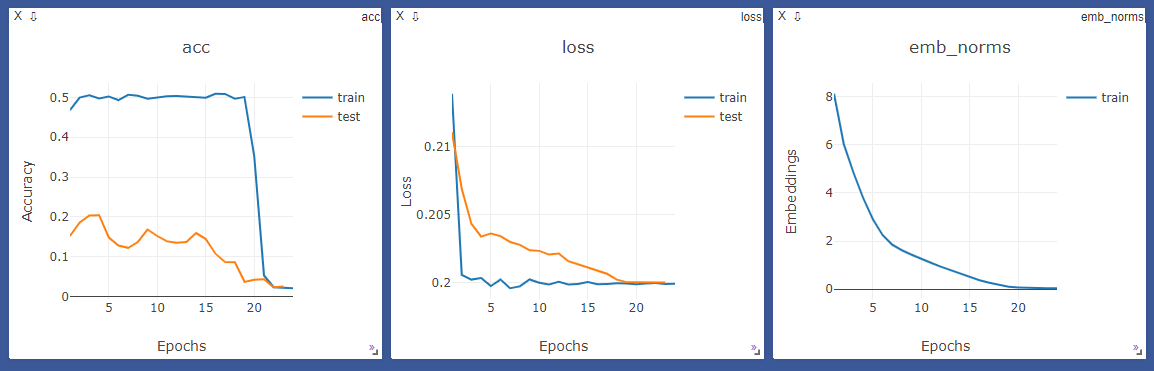 X ⇩ acc
acc
0.5
0.4
0.3
0.2
0.1
0
5 10 15 20
Accuracy
Epochs
train
test
»
X ⇩ loss
loss
0.21
0.205
0.2
5 10 15 20
Loss
Epochs
train
test
»
X ⇩ emb_norms
emb_norms
8
6
4
2
0
5 10 15 20
Embeddings
Epochs
train
»